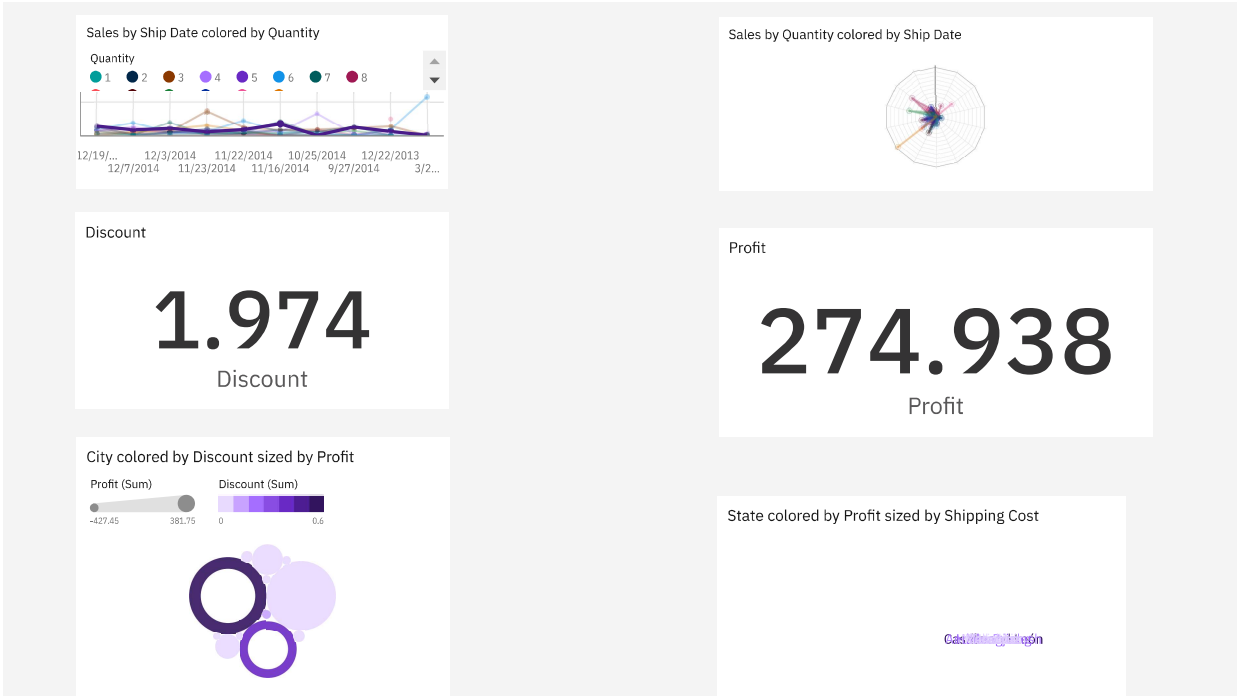 Sales by Ship Date colored by Quantity
Quantity
1 2 3 4 5 6 7 8
12/19/... 12/3/2014 11/22/2014 10/25/2014 12/22/2013
12/7/2014 11/23/2014 11/16/2014 9/27/2014 3/2...
Sales by Quantity colored by Ship Date
Discount
1.974
Discount
Profit
274.938
Profit
City colored by Discount sized by Profit
Profit (Sum) Discount (Sum)
-427.45 381.75 0 0.6
State colored by Profit sized by Shipping Cost